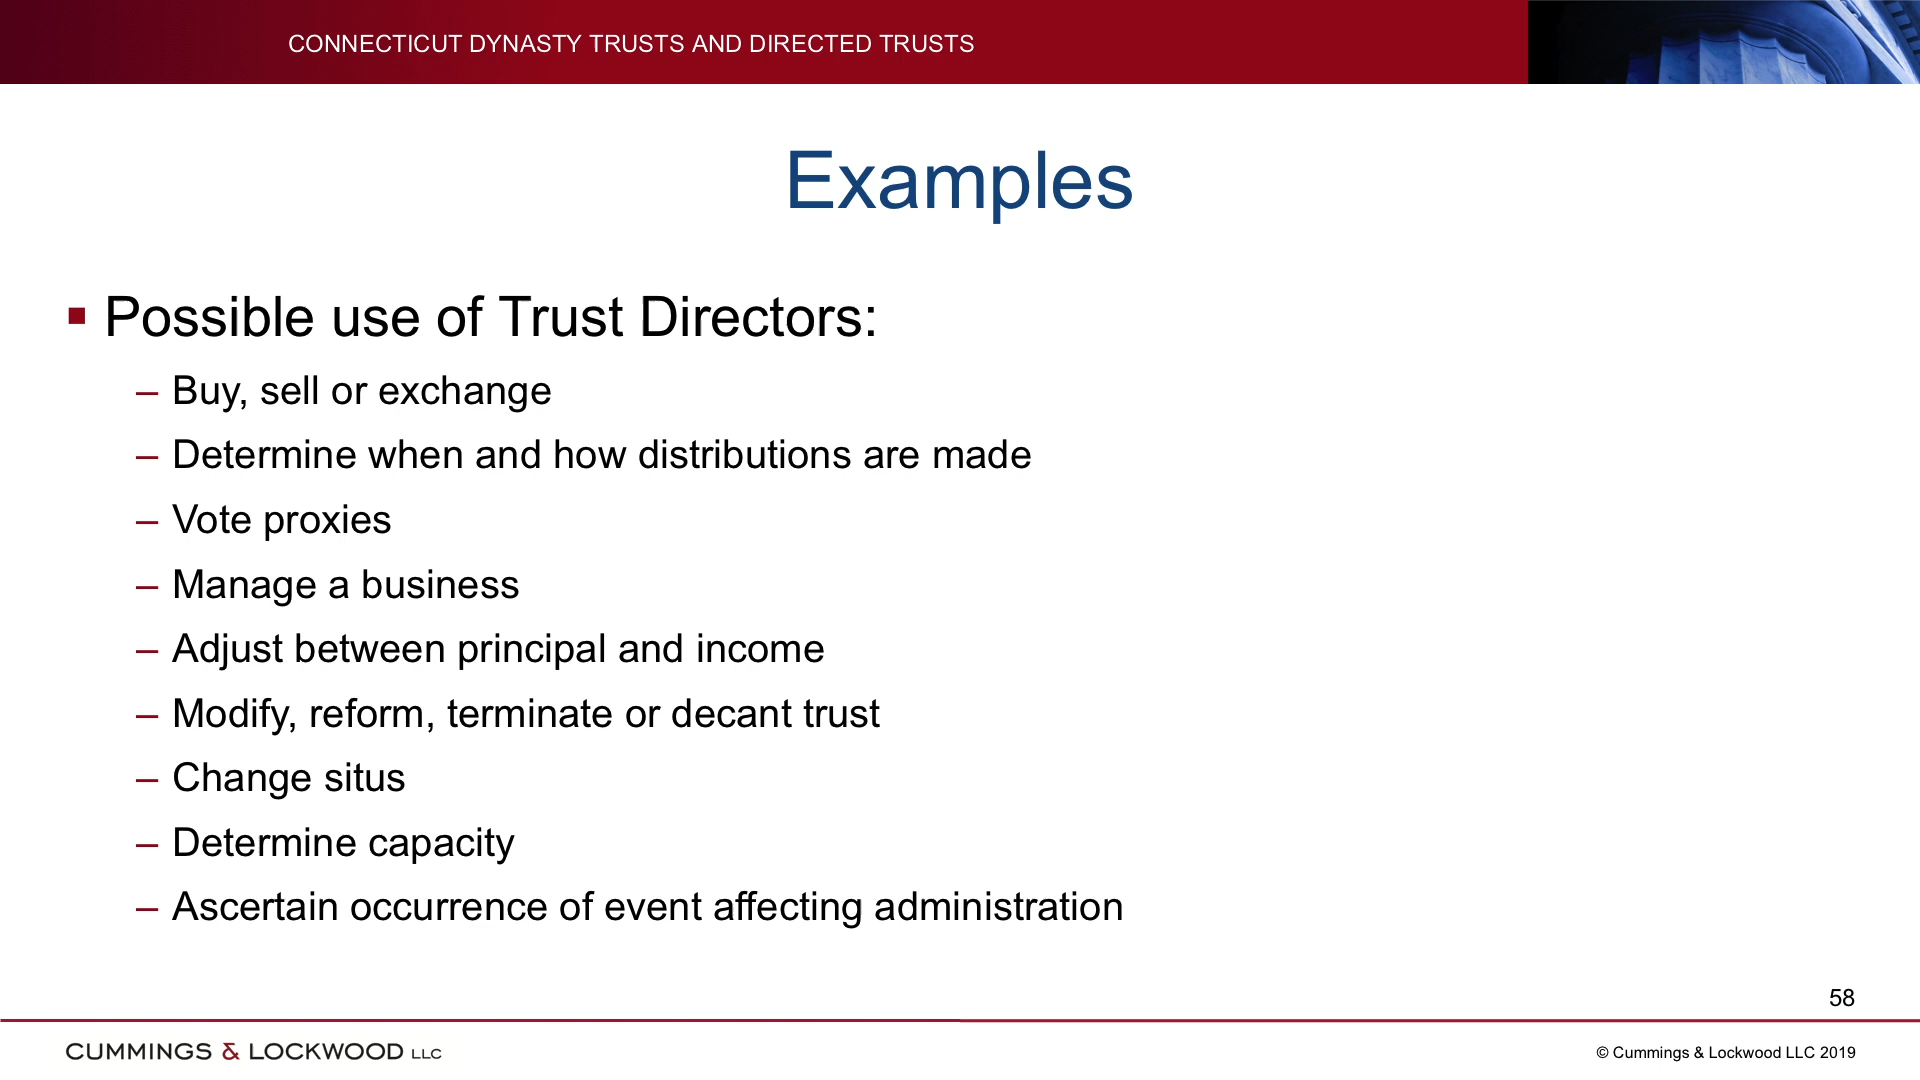 CONNECTICUT DYNASTY TRUSTS AND DIRECTED TRUSTS
Examples
▪ Possible use of Trust Directors:
– Buy, sell or exchange
– Determine when and how distributions are made
– Vote proxies
– Manage a business
– Adjust between principal and income
– Modify, reform, terminate or decant trust
– Change situs
– Determine capacity
– Ascertain occurrence of event affecting administration
58
CUMMINGS & LOCKWOOD LLC
© Cummings & Lockwood LLC 2019